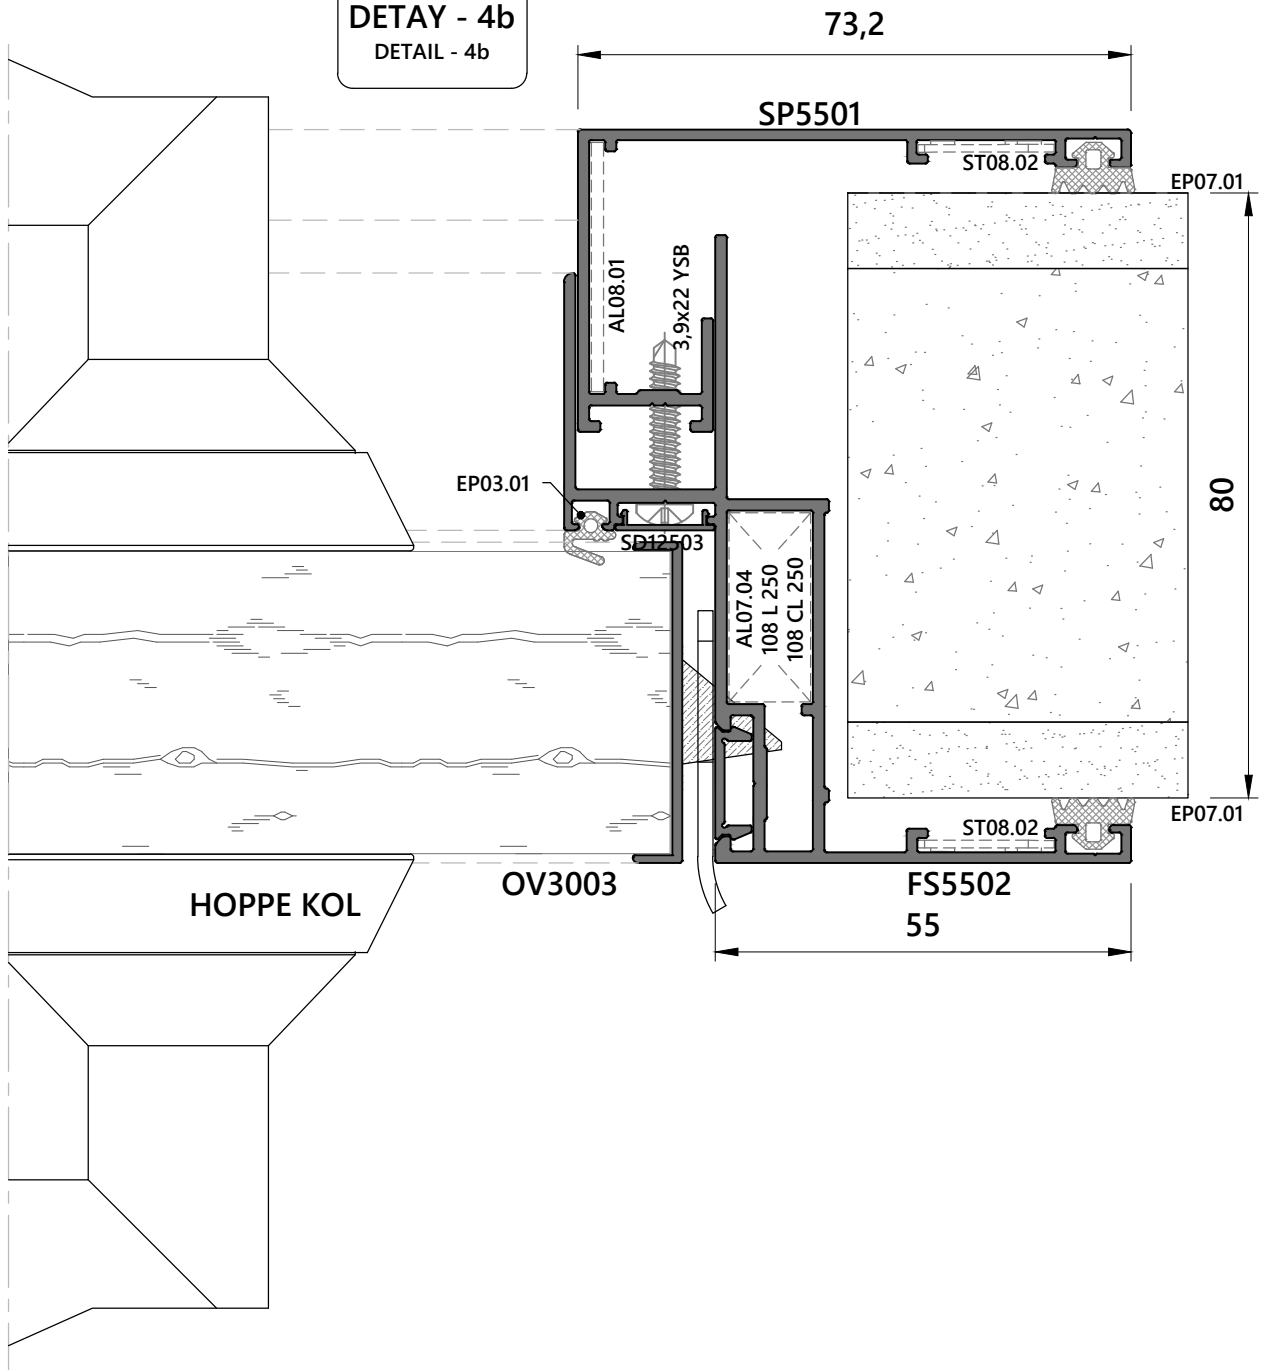 DETAY - 4b
DETAIL - 4b
73,2
SP5501
ST08.02
EP07.01
AL08.01
3,9x22 YSB
EP03.01
SD12503
80
AL07.04
108 L 250
108 CL 250
ST08.02
EP07.01
OV3003
FS5502
HOPPE KOL
55